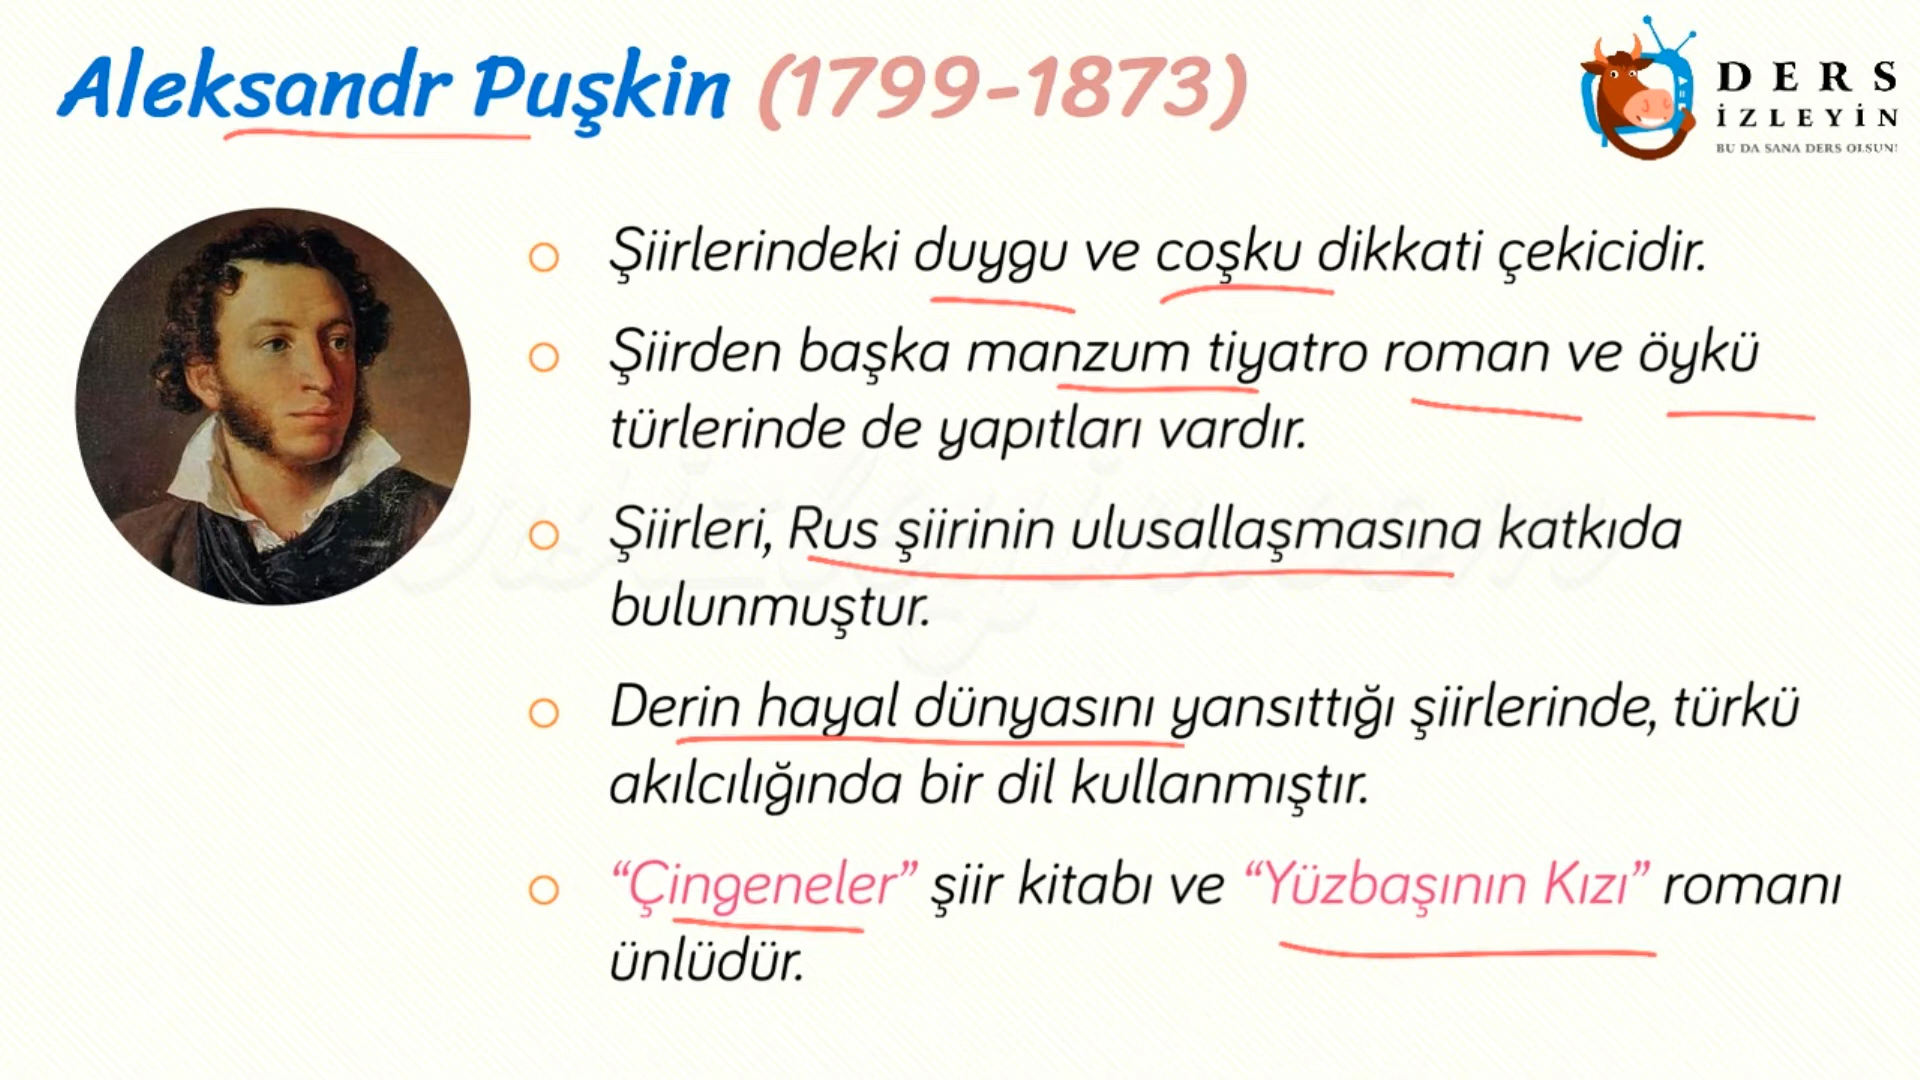 Aleksandr Puşkin (1799-1873)
DERS
İZLEYİN
BU DA SANA DERS OLSUN!
Şiirlerindeki duygu ve coşku dikkati çekicidir.
Şiirden başka manzum tiyatro roman ve öykü
türlerinde de yapıtları vardır.
Şiirleri, Rus şiirinin ulusallaşmasına katkıda
bulunmuştur.
Derin hayal dünyasını yansıttığı şiirlerinde, türkü
akılcılığında bir dil kullanmıştır.
“Çingeneler” şiir kitabı ve “Yüzbaşının Kızı” romanı
ünlüdür.